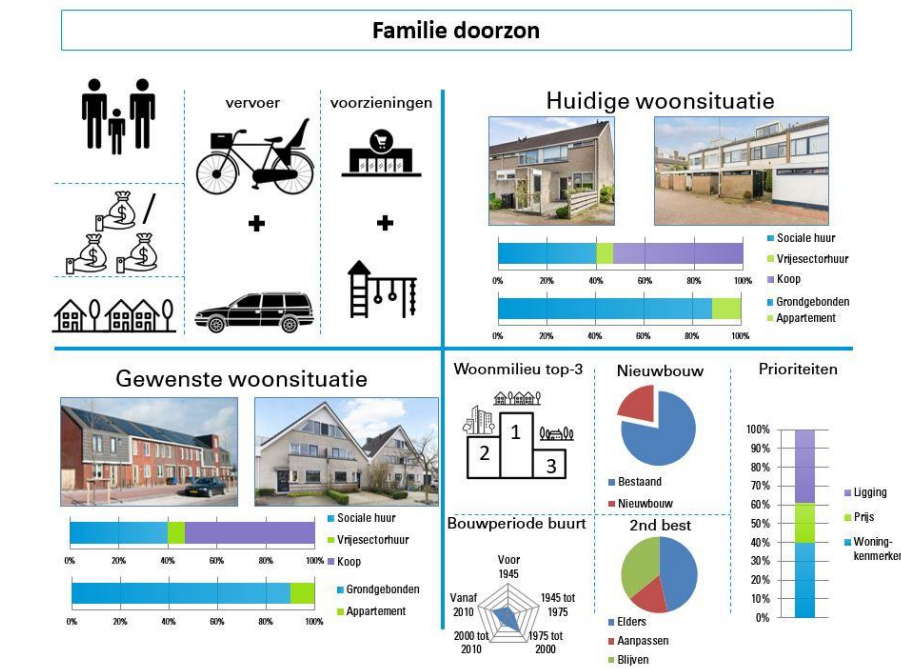 Familie doorzon
vervoer
voorzieningen
Huidige woonsituatie
Sociale huur
Vrijesectorhuur
Koop
0%
20%
40%
60%
80%
100%
Grondgebonden
Appartement
0%
20%
40%
60%
80%
100%
Gewenste woonsituatie
Sociale huur
Vrijesectorhuur
Koop
0%
20%
40%
60%
80%
100%
Grondgebonden
Appartement
0%
20%
40%
60%
80%
100%
Woonmilieu top-3
1
2
3
Nieuwbouw
Bestaand
Nieuwbouw
Prioriteiten
100%
90%
80%
70%
60%
50%
40%
30%
20%
10%
0%
Ligging
Prijs
Woning-
kenmerken
Bouwperiode buurt
Voor
1945
1945 tot
1975
1975 tot
2000
2000 tot
2010
Vanaf
2010
2nd best
Elders
Aanpassen
Blijven